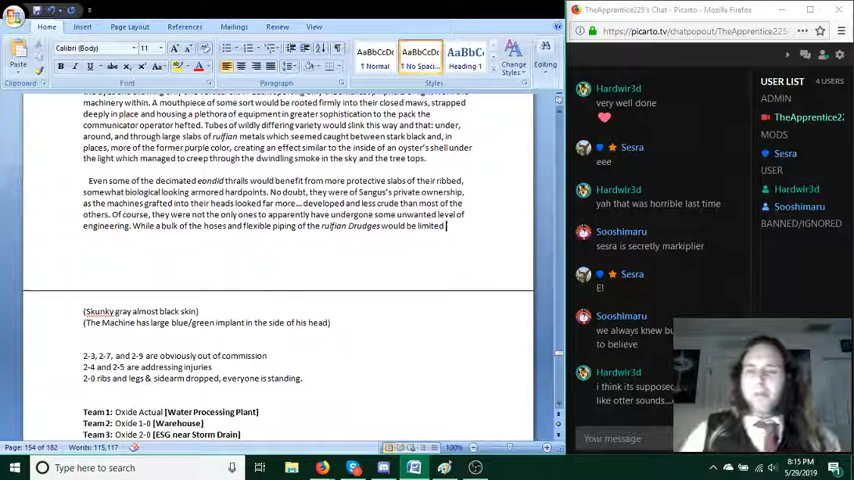 TheApprentice225's Chat - Picarto - Mozilla Firefox
https://picarto.tv/chatpopout/TheApprentice225
Home Insert Page Layout References Mailings Review View
Calibri (Body) 11
Paste
Clipboard
Font
Paragraph
Styles
AaBbCcDc AaBbCcDc AaBbCc
¶ Normal ¶ No Spaci... Heading 1
Change Styles
Editing
machinery within. A mouthpiece of some sort would be rooted firmly into their closed maws, strapped
deeply in place and housing a plethora of equipment in greater sophistication to the pack the
communicator operator hefted. Tubes of wildly differing variety would slink this way and that: under,
around, and through large slabs of rulfian metals which seemed caught between stark black and, in
places, more of the former purple color, creating an effect similar to the inside of an oyster's shell under
the light which managed to creep through the dwindling smoke in the sky and the tree tops.
Even some of the decimated eondid thralls would benefit from more protective slabs of their ribbed,
somewhat biological looking armored hardpoints. No doubt, they were of Sangus's private ownership,
as the machines grafted into their heads looked far more... developed and less crude than most of the
others. Of course, they were not the only ones to apparently have undergone some unwanted level of
engineering. While a bulk of the hoses and flexible piping of the rulfian Drudges would be limited
(Skunky gray almost black skin)
(The Machine has large blue/green implant in the side of his head)
2-3, 2-7, and 2-9 are obviously out of commission
2-4 and 2-5 are addressing injuries
2-0 ribs and legs & sidearm dropped, everyone is standing.
Team 1: Oxide Actual [Water Processing Plant]
Team 2: Oxide 1-0 [Warehouse]
Team 3: Oxide 2-0 [ESG near Storm Drain]
Page: 154 of 182 Words: 115,117 100%
Hardwir3d
very well done
Sesra
eee
Hardwir3d
yah that was horrible last time
Sooshimaru
sesra is secretly markiplier
Sesra
E!
Sooshimaru
we always knew bu
to believe
Hardwir3d
i think its suppose
like otter sounds...
Your message
USER LIST 4 USERS
ADMIN
TheApprentice2
MODS
Sesra
Hardwir3d
Sooshimaru
BANNED/IGNORED
Type here to search
8:15 PM
5/29/2019